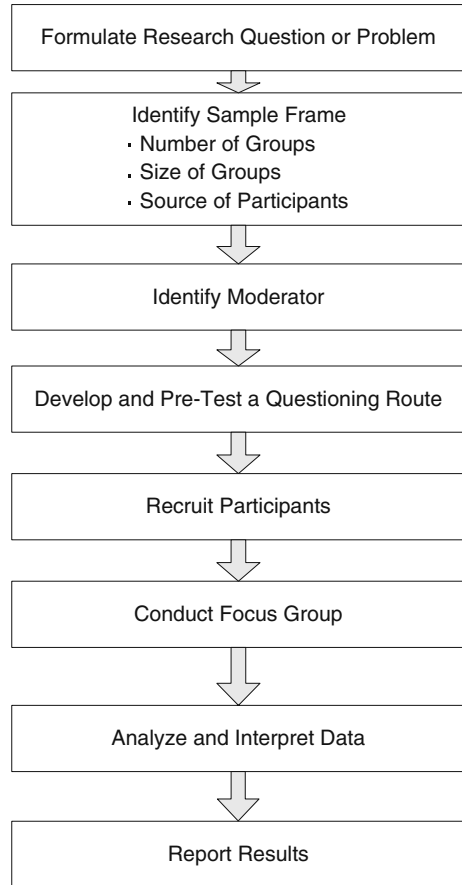 Formulate Research Question or Problem
Identify Sample Frame
· Number of Groups
· Size of Groups
· Source of Participants
Identify Moderator
Develop and Pre-Test a Questioning Route
Recruit Participants
Conduct Focus Group
Analyze and Interpret Data
Report Results